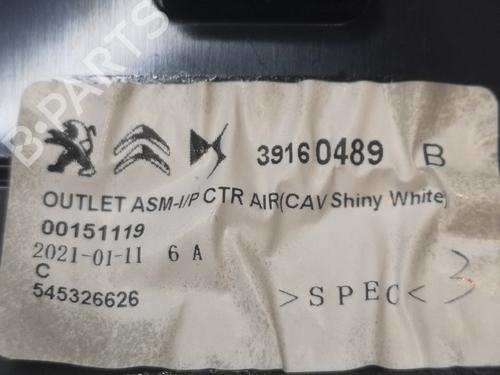 B-PARTS
39160489 B
OUTLET ASM-I/P CTR AIR(CAV Shiny White)
00151119
2021-01-11 6 A
C
545326626
>SPEC<